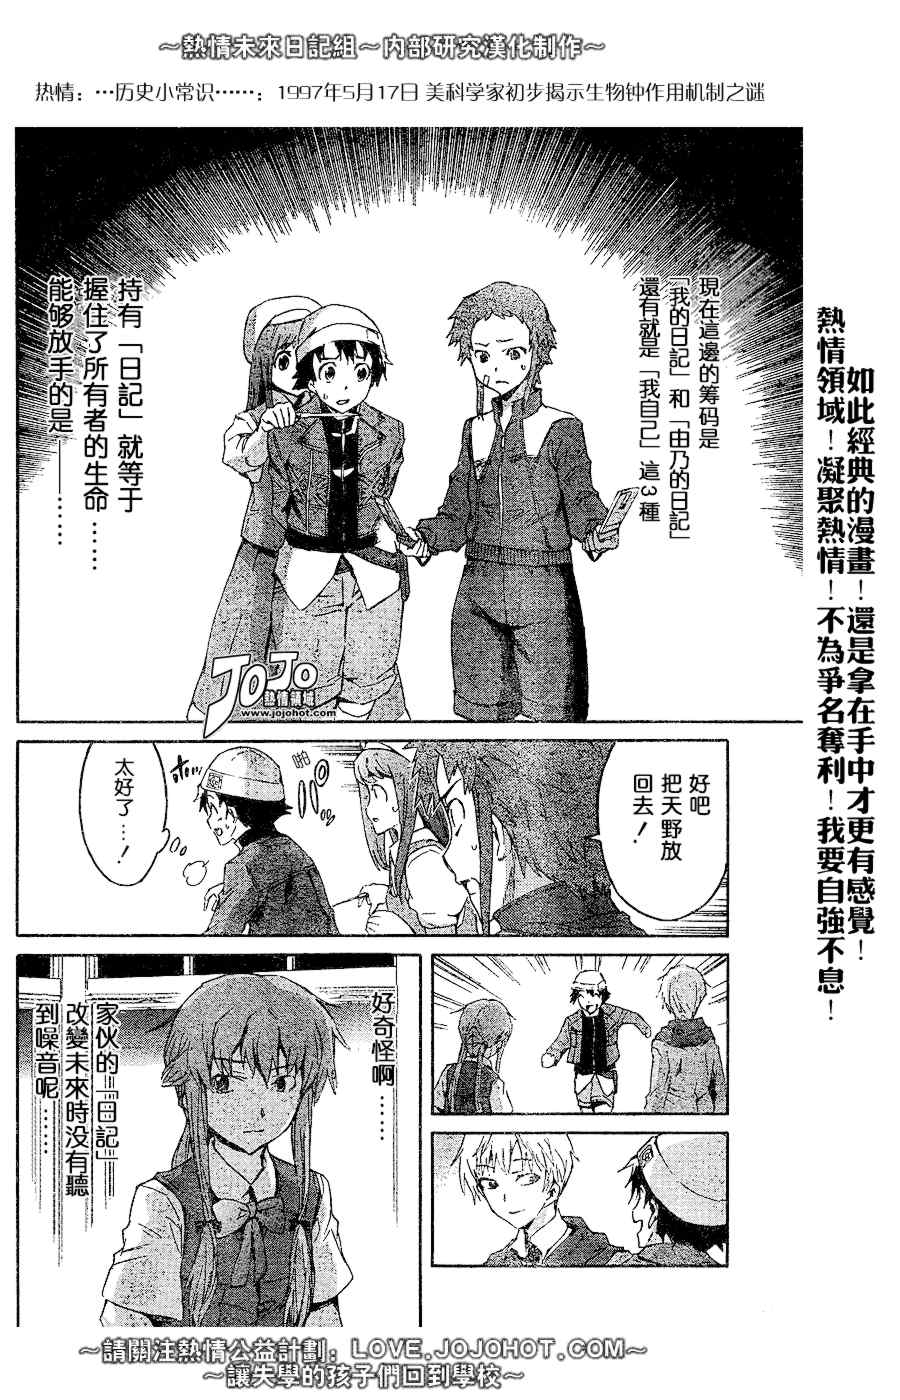 ～熱情未來日記組～内部研究漢化制作～
热情：…历史小常识……：1997年5月17日 美科学家初步揭示生物钟作用机制之谜
如此經典的漫畫！還是拿在手中才更有感覺！
熱情領域！凝聚熱情！不為爭名奪利！我要自強不息！
現在這邊的筹码是
「我的日記」和「由乃的日記」
還有就是「我自己」這3種
持有「日記」就等于
握住了所有者的生命……
能够放手的是——……
JOJO
熱情領域
www.jojohot.com
好吧
把天野放
回去！
啪
ホッ
太好了…！
好奇怪啊……
家伙的「日記」
改變未來時没有聽
到噪音呢……
～請關注熱情公益計劃：LOVE.JOJOHOT.COM～
～讓失學的孩子們回到學校～